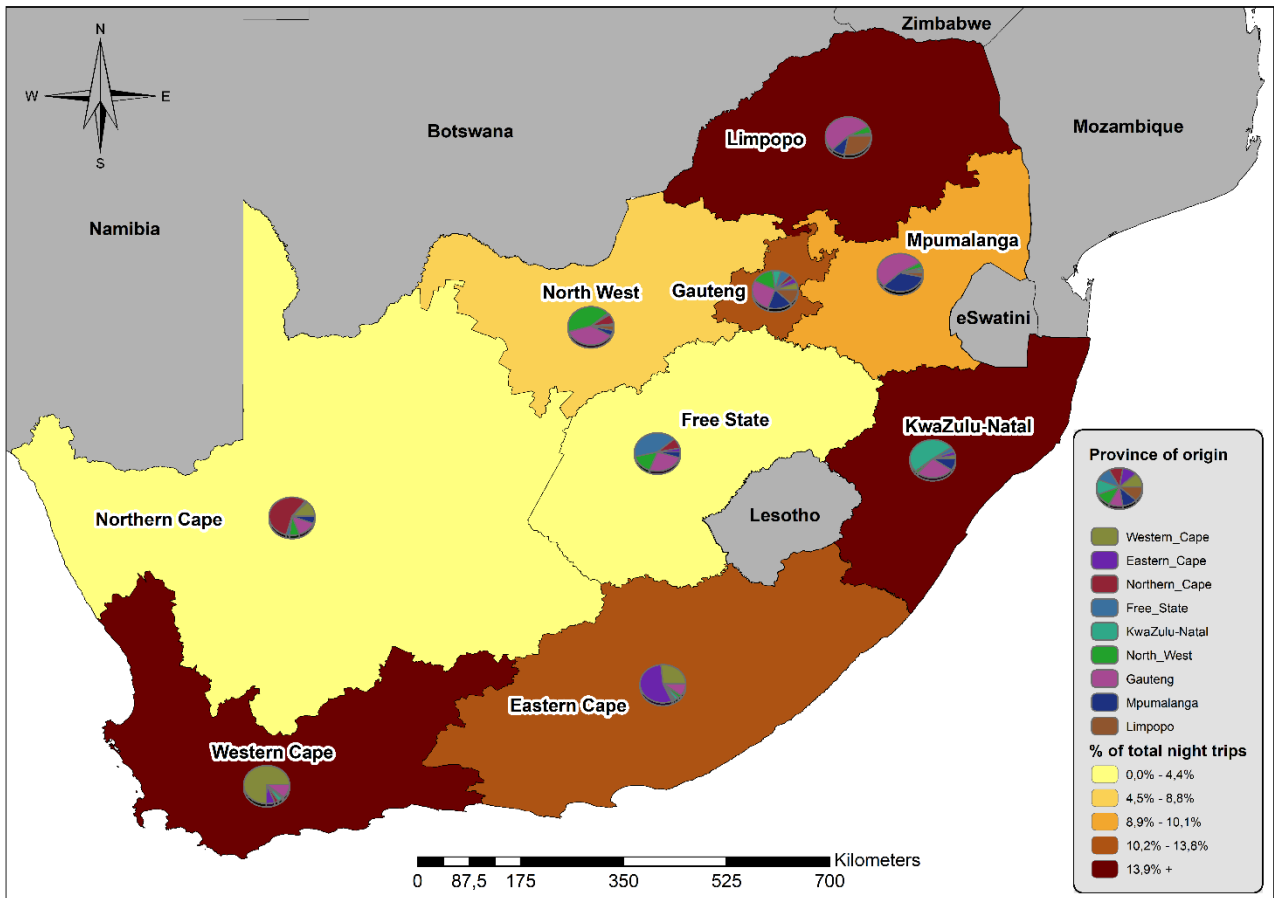 Zimbabwe
N
W
E
S
Botswana
Mozambique
Limpopo
Namibia
Mpumalanga
North West
Gauteng
eSwatini
Free State
KwaZulu-Natal
Northern Cape
Lesotho
Eastern Cape
Western Cape
Kilometers
0 87,5 175 350 525 700
Province of origin
Western_Cape
Eastern_Cape
Northern_Cape
Free_State
KwaZulu-Natal
North_West
Gauteng
Mpumalanga
Limpopo
% of total night trips
0,0% - 4,4%
4,5% - 8,8%
8,9% - 10,1%
10,2% - 13,8%
13,9% +